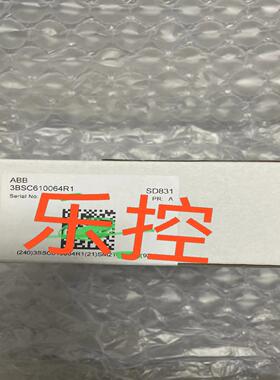 ABB
3BSC610064R1
Serial No:
SD831
PR: A
乐控